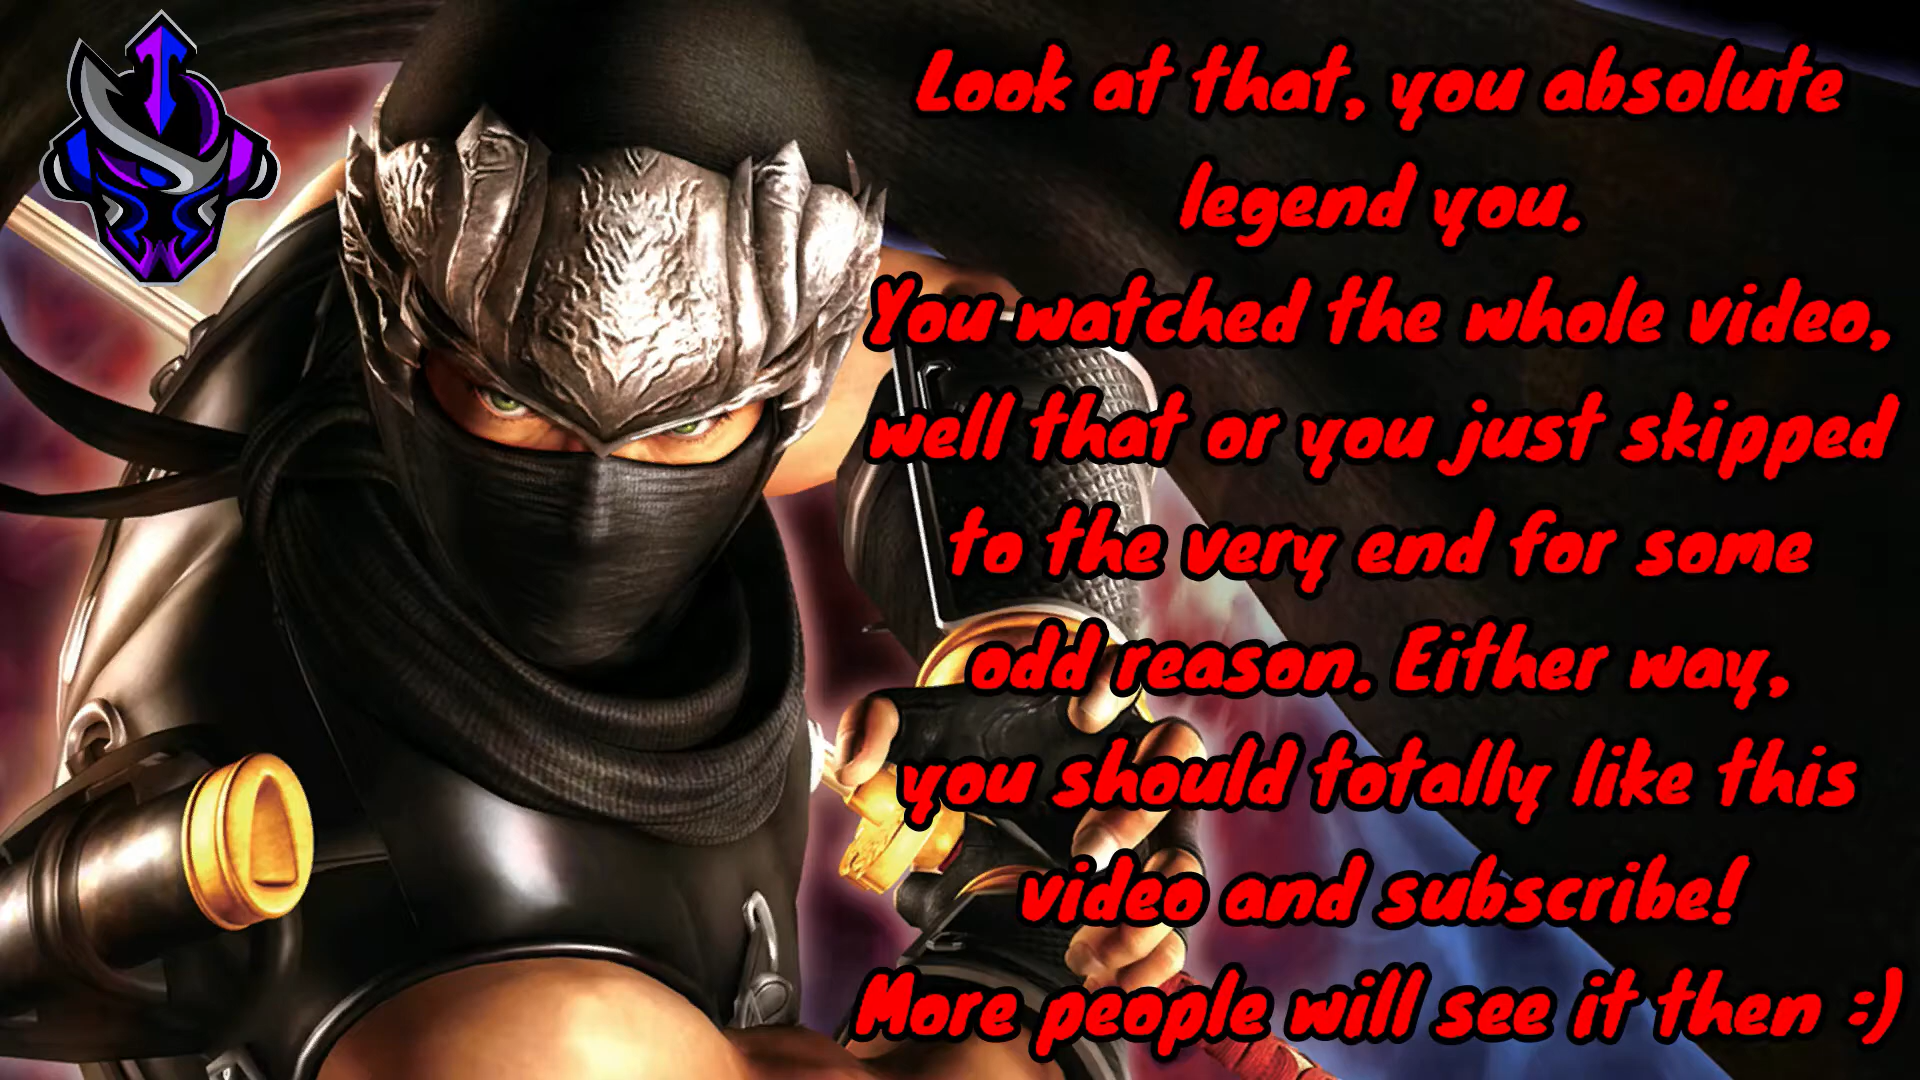 Look at that, you absolute
legend you.
You watched the whole video,
well that or you just skipped
to the very end for some
odd reason. Either way,
you should totally like this
video and subscribe!
More people will see it then :)